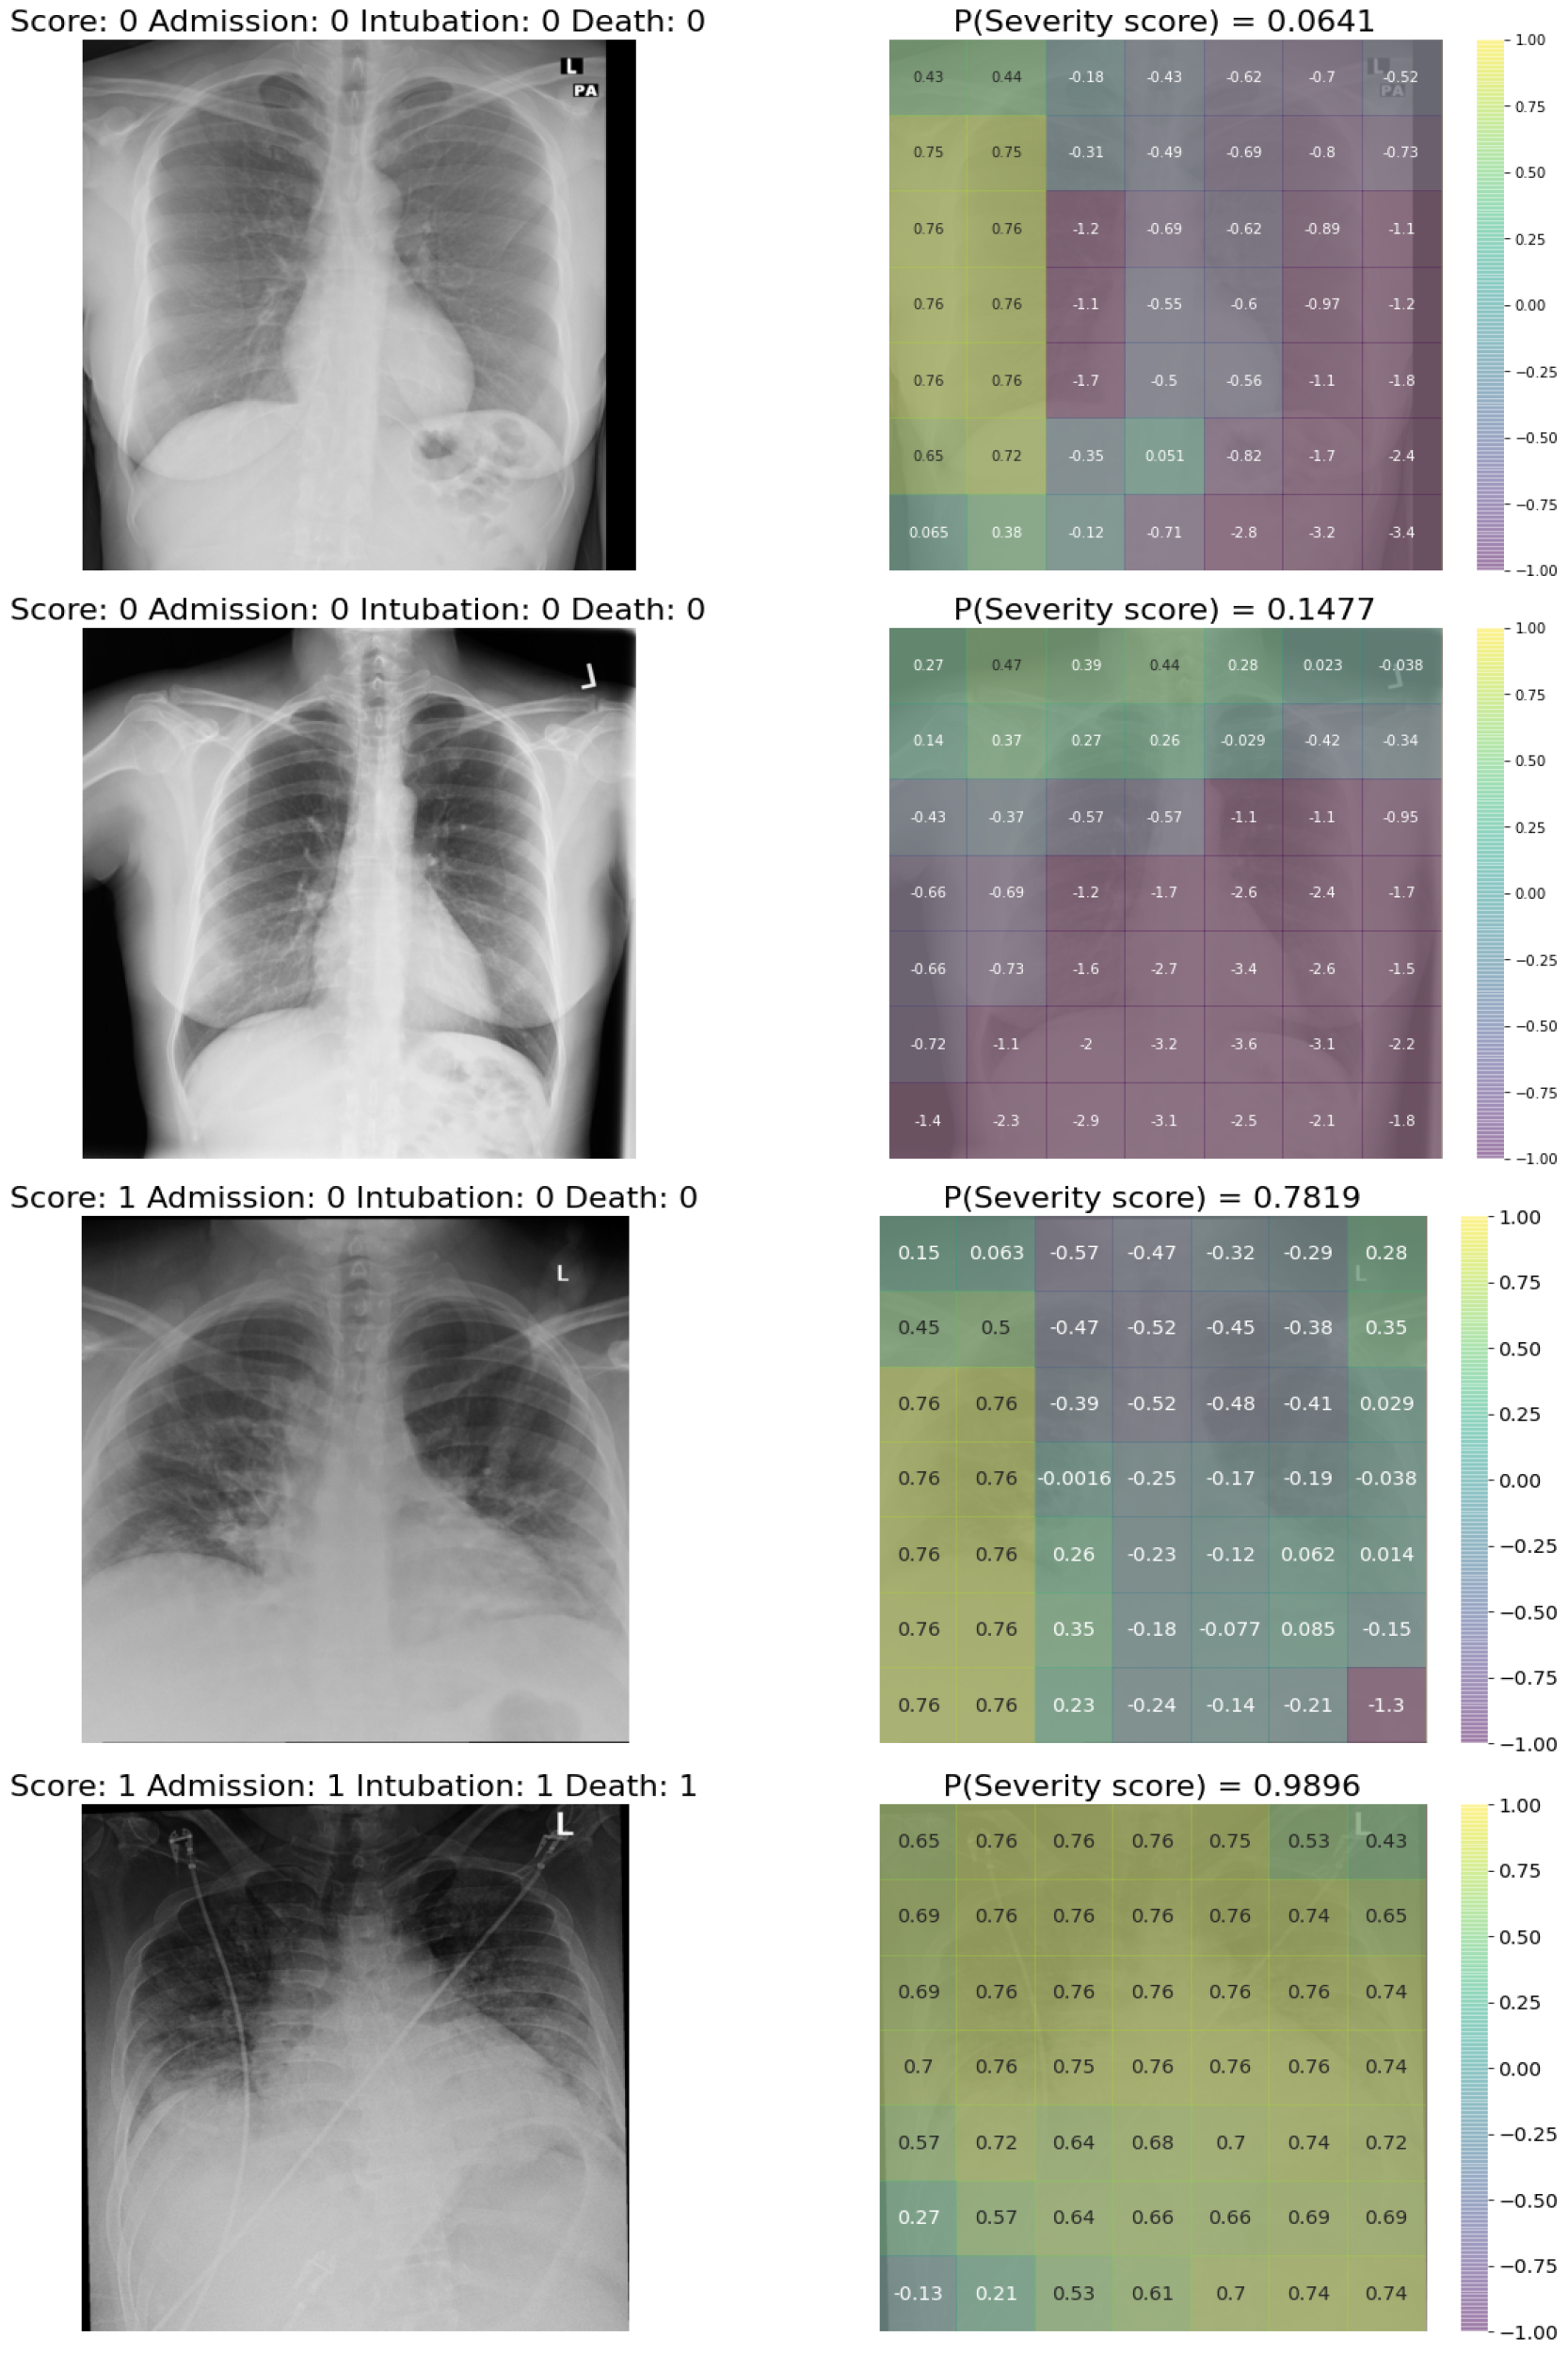 Score: 0 Admission: 0 Intubation: 0 Death: 0
L
PA
P(Severity score) = 0.0641
L
PA
0.43 0.44 -0.18 -0.43 -0.62 -0.7 -0.52
0.75 0.75 -0.31 -0.49 -0.69 -0.8 -0.73
0.76 0.76 -1.2 -0.69 -0.62 -0.89 -1.1
0.76 0.76 -1.1 -0.55 -0.6 -0.97 -1.2
0.76 0.76 -1.7 -0.5 -0.56 -1.1 -1.8
0.65 0.72 -0.35 0.051 -0.82 -1.7 -2.4
0.065 0.38 -0.12 -0.71 -2.8 -3.2 -3.4
1.00
0.75
0.50
0.25
0.00
−0.25
−0.50
−0.75
−1.00
Score: 0 Admission: 0 Intubation: 0 Death: 0
L
P(Severity score) = 0.1477
L
0.27 0.47 0.39 0.44 0.28 0.023 -0.038
0.14 0.37 0.27 0.26 -0.029 -0.42 -0.34
-0.43 -0.37 -0.57 -0.57 -1.1 -1.1 -0.95
-0.66 -0.69 -1.2 -1.7 -2.6 -2.4 -1.7
-0.66 -0.73 -1.6 -2.7 -3.4 -2.6 -1.5
-0.72 -1.1 -2 -3.2 -3.6 -3.1 -2.2
-1.4 -2.3 -2.9 -3.1 -2.5 -2.1 -1.8
1.00
0.75
0.50
0.25
0.00
−0.25
−0.50
−0.75
−1.00
Score: 1 Admission: 0 Intubation: 0 Death: 0
L
P(Severity score) = 0.7819
L
0.15 0.063 -0.57 -0.47 -0.32 -0.29 0.28
0.45 0.5 -0.47 -0.52 -0.45 -0.38 0.35
0.76 0.76 -0.39 -0.52 -0.48 -0.41 0.029
0.76 0.76 -0.0016 -0.25 -0.17 -0.19 -0.038
0.76 0.76 0.26 -0.23 -0.12 0.062 0.014
0.76 0.76 0.35 -0.18 -0.077 0.085 -0.15
0.76 0.76 0.23 -0.24 -0.14 -0.21 -1.3
1.00
0.75
0.50
0.25
0.00
−0.25
−0.50
−0.75
−1.00
Score: 1 Admission: 1 Intubation: 1 Death: 1
L
P(Severity score) = 0.9896
L
0.65 0.76 0.76 0.76 0.75 0.53 0.43
0.69 0.76 0.76 0.76 0.76 0.74 0.65
0.69 0.76 0.76 0.76 0.76 0.76 0.74
0.7 0.76 0.75 0.76 0.76 0.76 0.74
0.57 0.72 0.64 0.68 0.7 0.74 0.72
0.27 0.57 0.64 0.66 0.66 0.69 0.69
-0.13 0.21 0.53 0.61 0.7 0.74 0.74
1.00
0.75
0.50
0.25
0.00
−0.25
−0.50
−0.75
−1.00